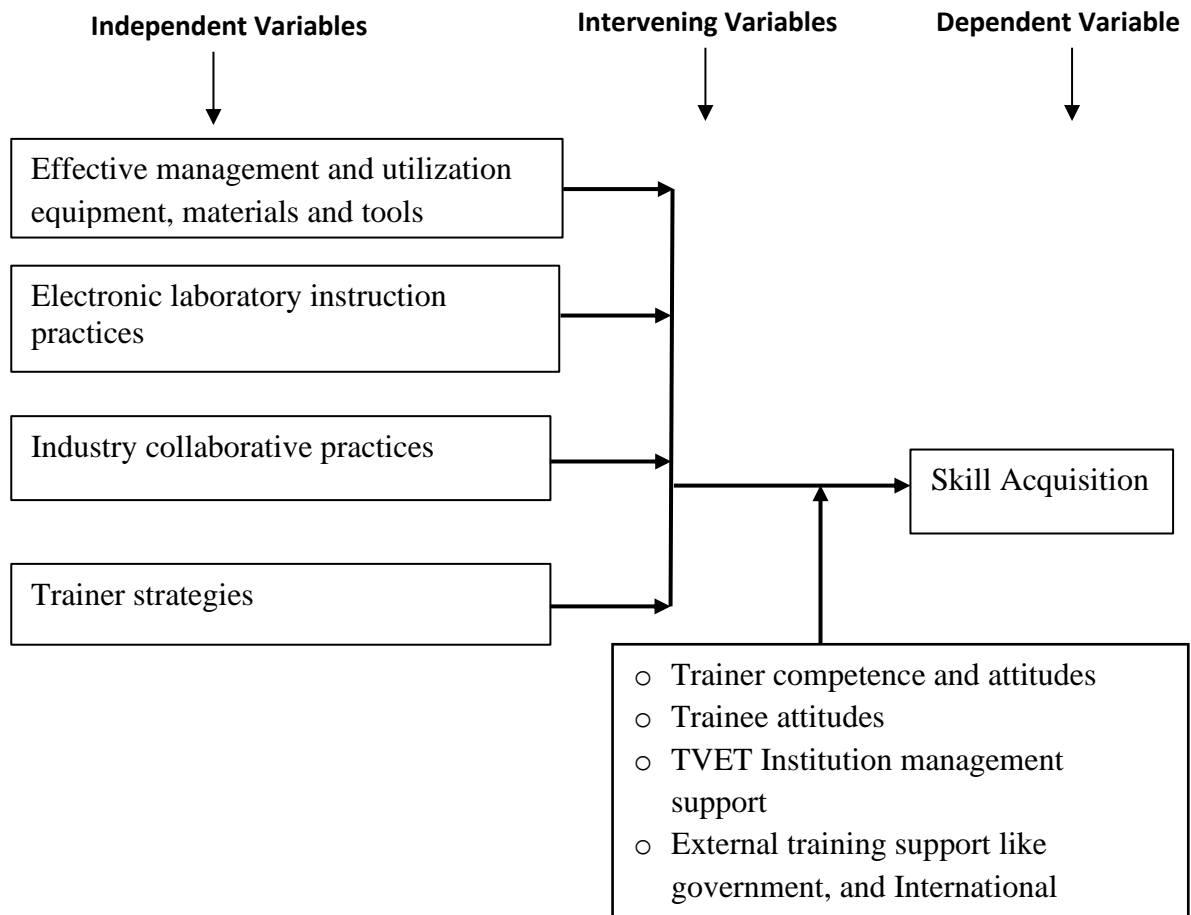 Independent Variables
Intervening Variables
Dependent Variable
Effective management and utilization
equipment, materials and tools
Electronic laboratory instruction
practices
Industry collaborative practices
Skill Acquisition
Trainer strategies
○ Trainer competence and attitudes
○ Trainee attitudes
○ TVET Institution management
support
○ External training support like
government, and International